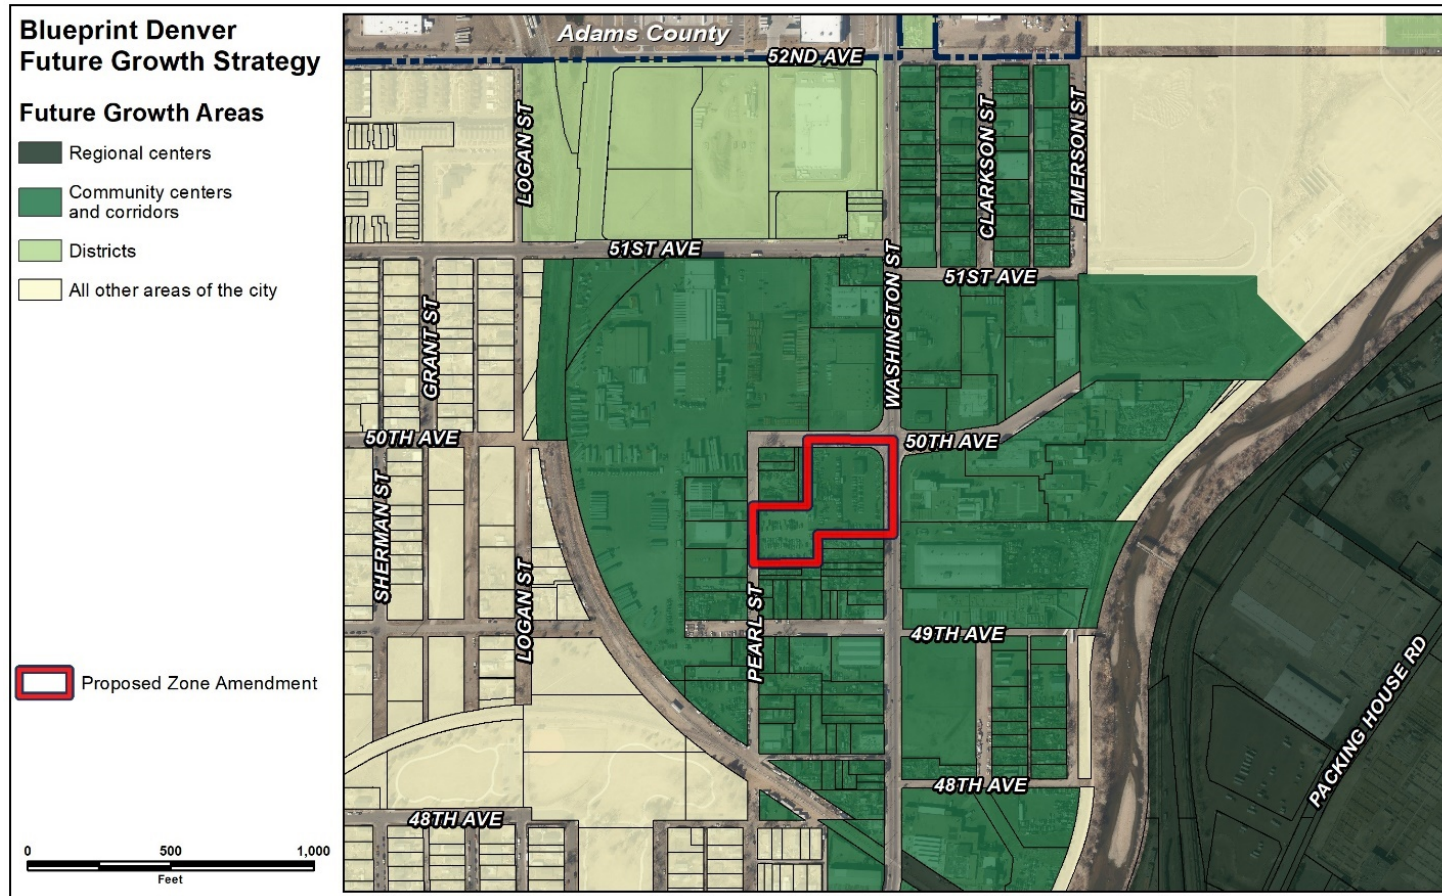 Blueprint Denver
Future Growth Strategy
Future Growth Areas
Regional centers
Community centers
and corridors
Districts
All other areas of the city
Proposed Zone Amendment
0 500 1,000
Feet
Adams County
52ND AVE
LOGAN ST
CLARKSON ST
EMERSON ST
51ST AVE
51ST AVE
WASHINGTON ST
GRANT ST
50TH AVE
50TH AVE
SHERMAN ST
LOGAN ST
PEARL ST
49TH AVE
PACKING HOUSE RD
48TH AVE
48TH AVE